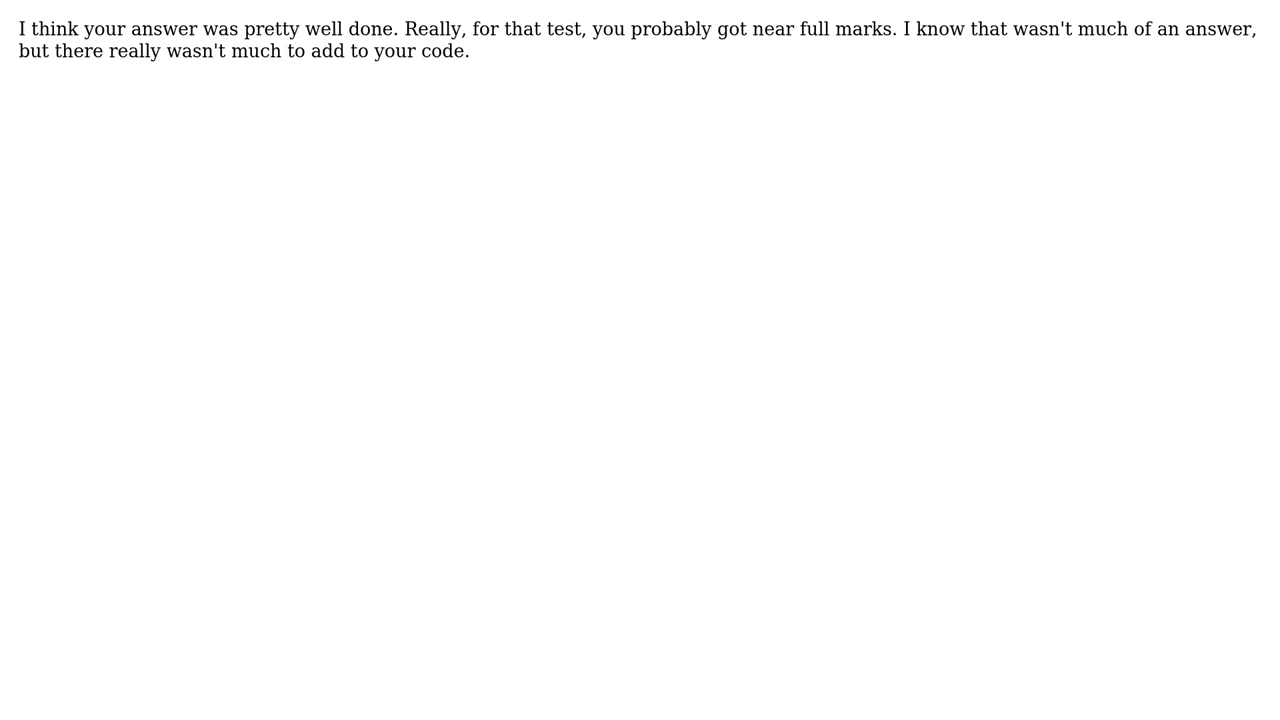 I think your answer was pretty well done. Really, for that test, you probably got near full marks. I know that wasn't much of an answer,
but there really wasn't much to add to your code.